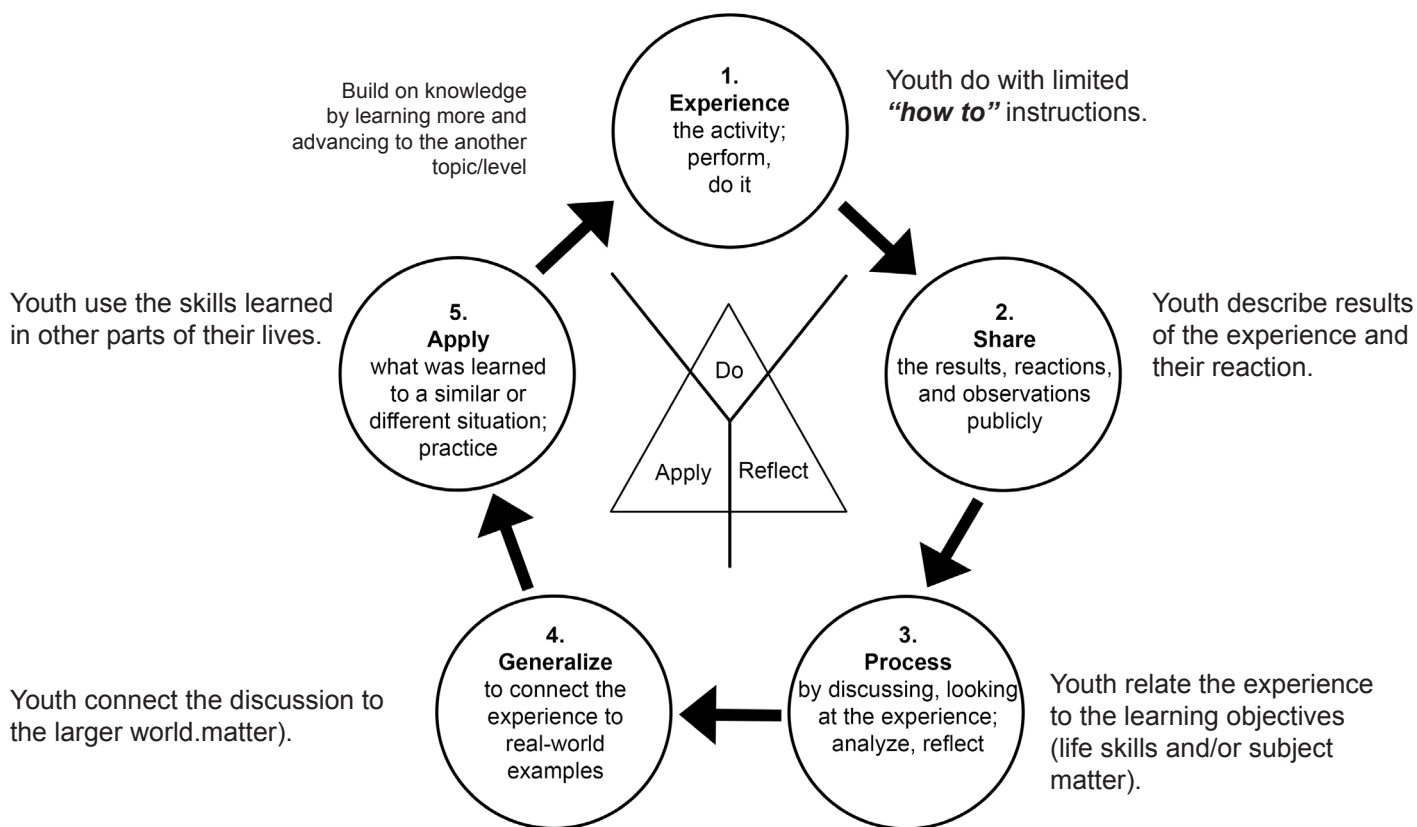 Build on knowledge
by learning more and
advancing to the another
topic/level
1.
Experience
the activity;
perform,
do it
Youth do with limited
“how to” instructions.
2.
Share
the results, reactions,
and observations
publicly
Youth describe results
of the experience and
their reaction.
3.
Process
by discussing, looking
at the experience;
analyze, reflect
Youth relate the experience
to the learning objectives
(life skills and/or subject
matter).
4.
Generalize
to connect the
experience to
real-world
examples
Youth connect the discussion to
the larger world.matter).
5.
Apply
what was learned
to a similar or
different situation;
practice
Youth use the skills learned
in other parts of their lives.
Do
Apply
Reflect